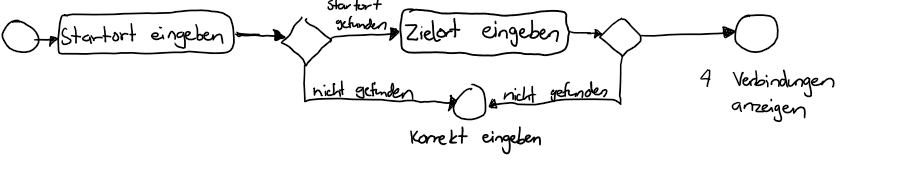 Startort
gefunden
Startort eingeben
Zielort eingeben
nicht gefunden
nicht gefunden
4 Verbindungen
anzeigen
Korrekt eingeben